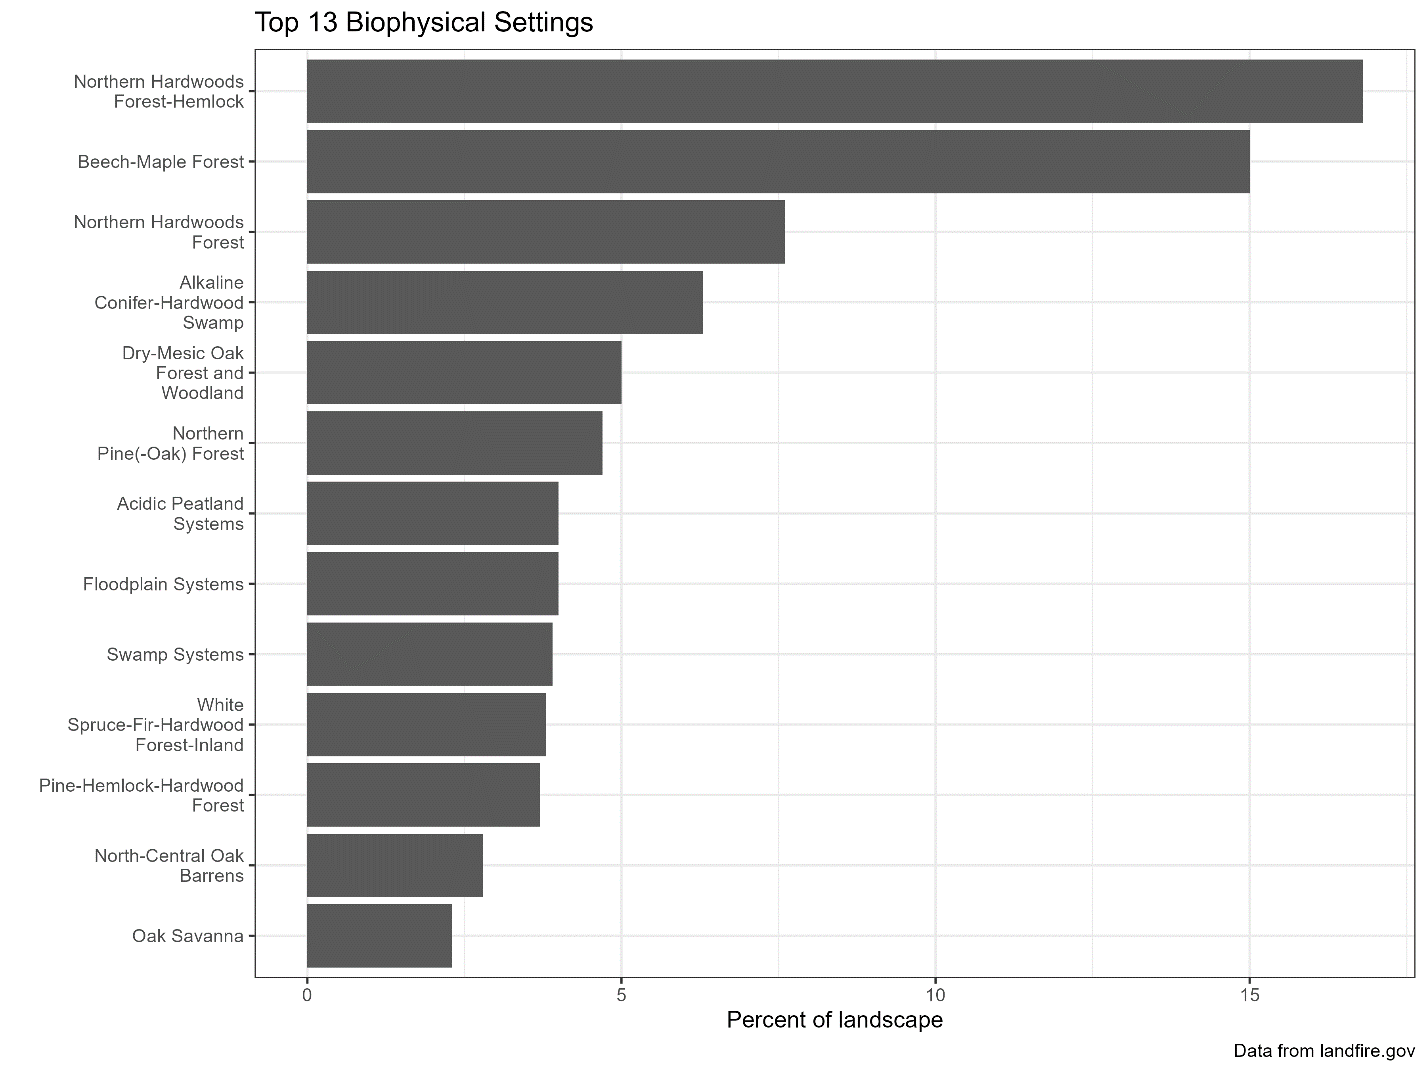 Top 13 Biophysical Settings
Northern Hardwoods
Forest-Hemlock
Beech-Maple Forest
Northern Hardwoods
Forest
Alkaline
Conifer-Hardwood
Swamp
Dry-Mesic Oak
Forest and
Woodland
Northern
Pine(-Oak) Forest
Acidic Peatland
Systems
Floodplain Systems
Swamp Systems
White
Spruce-Fir-Hardwood
Forest-Inland
Pine-Hemlock-Hardwood
Forest
North-Central Oak
Barrens
Oak Savanna
0 5 10 15
Percent of landscape
Data from landfire.gov